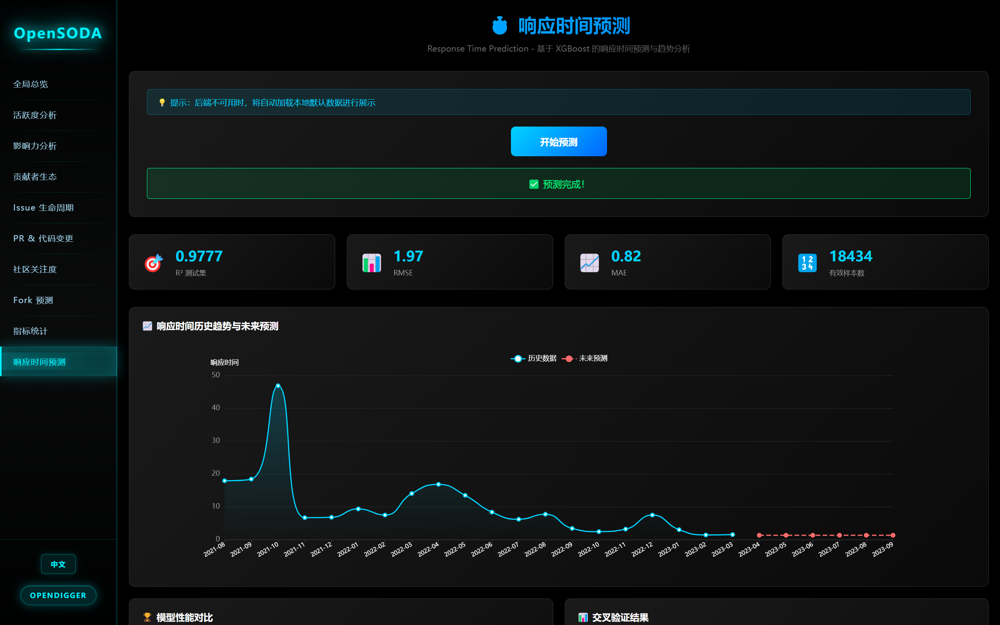 OpenSODA
全局总览
活跃度分析
影响力分析
贡献者生态
Issue 生命周期
PR & 代码变更
社区关注度
Fork 预测
指标统计
响应时间预测
中文
OPENDIGGER
响应时间预测
Response Time Prediction - 基于 XGBoost 的响应时间预测与趋势分析
提示：后端不可用时，将自动加载本地默认数据进行展示
开始预测
预测完成！
0.9777
R² 测试集
1.97
RMSE
0.82
MAE
1 2
3 4
18434
有效样本数
响应时间历史趋势与未来预测
历史数据
未来预测
响应时间
50
40
30
20
10
0
2021-08
2021-09
2021-10
2021-11
2021-12
2022-01
2022-02
2022-03
2022-04
2022-05
2022-06
2022-07
2022-08
2022-09
2022-10
2022-11
2022-12
2023-01
2023-02
2023-03
2023-04
2023-05
2023-06
2023-07
2023-08
2023-09
模型性能对比
交叉验证结果